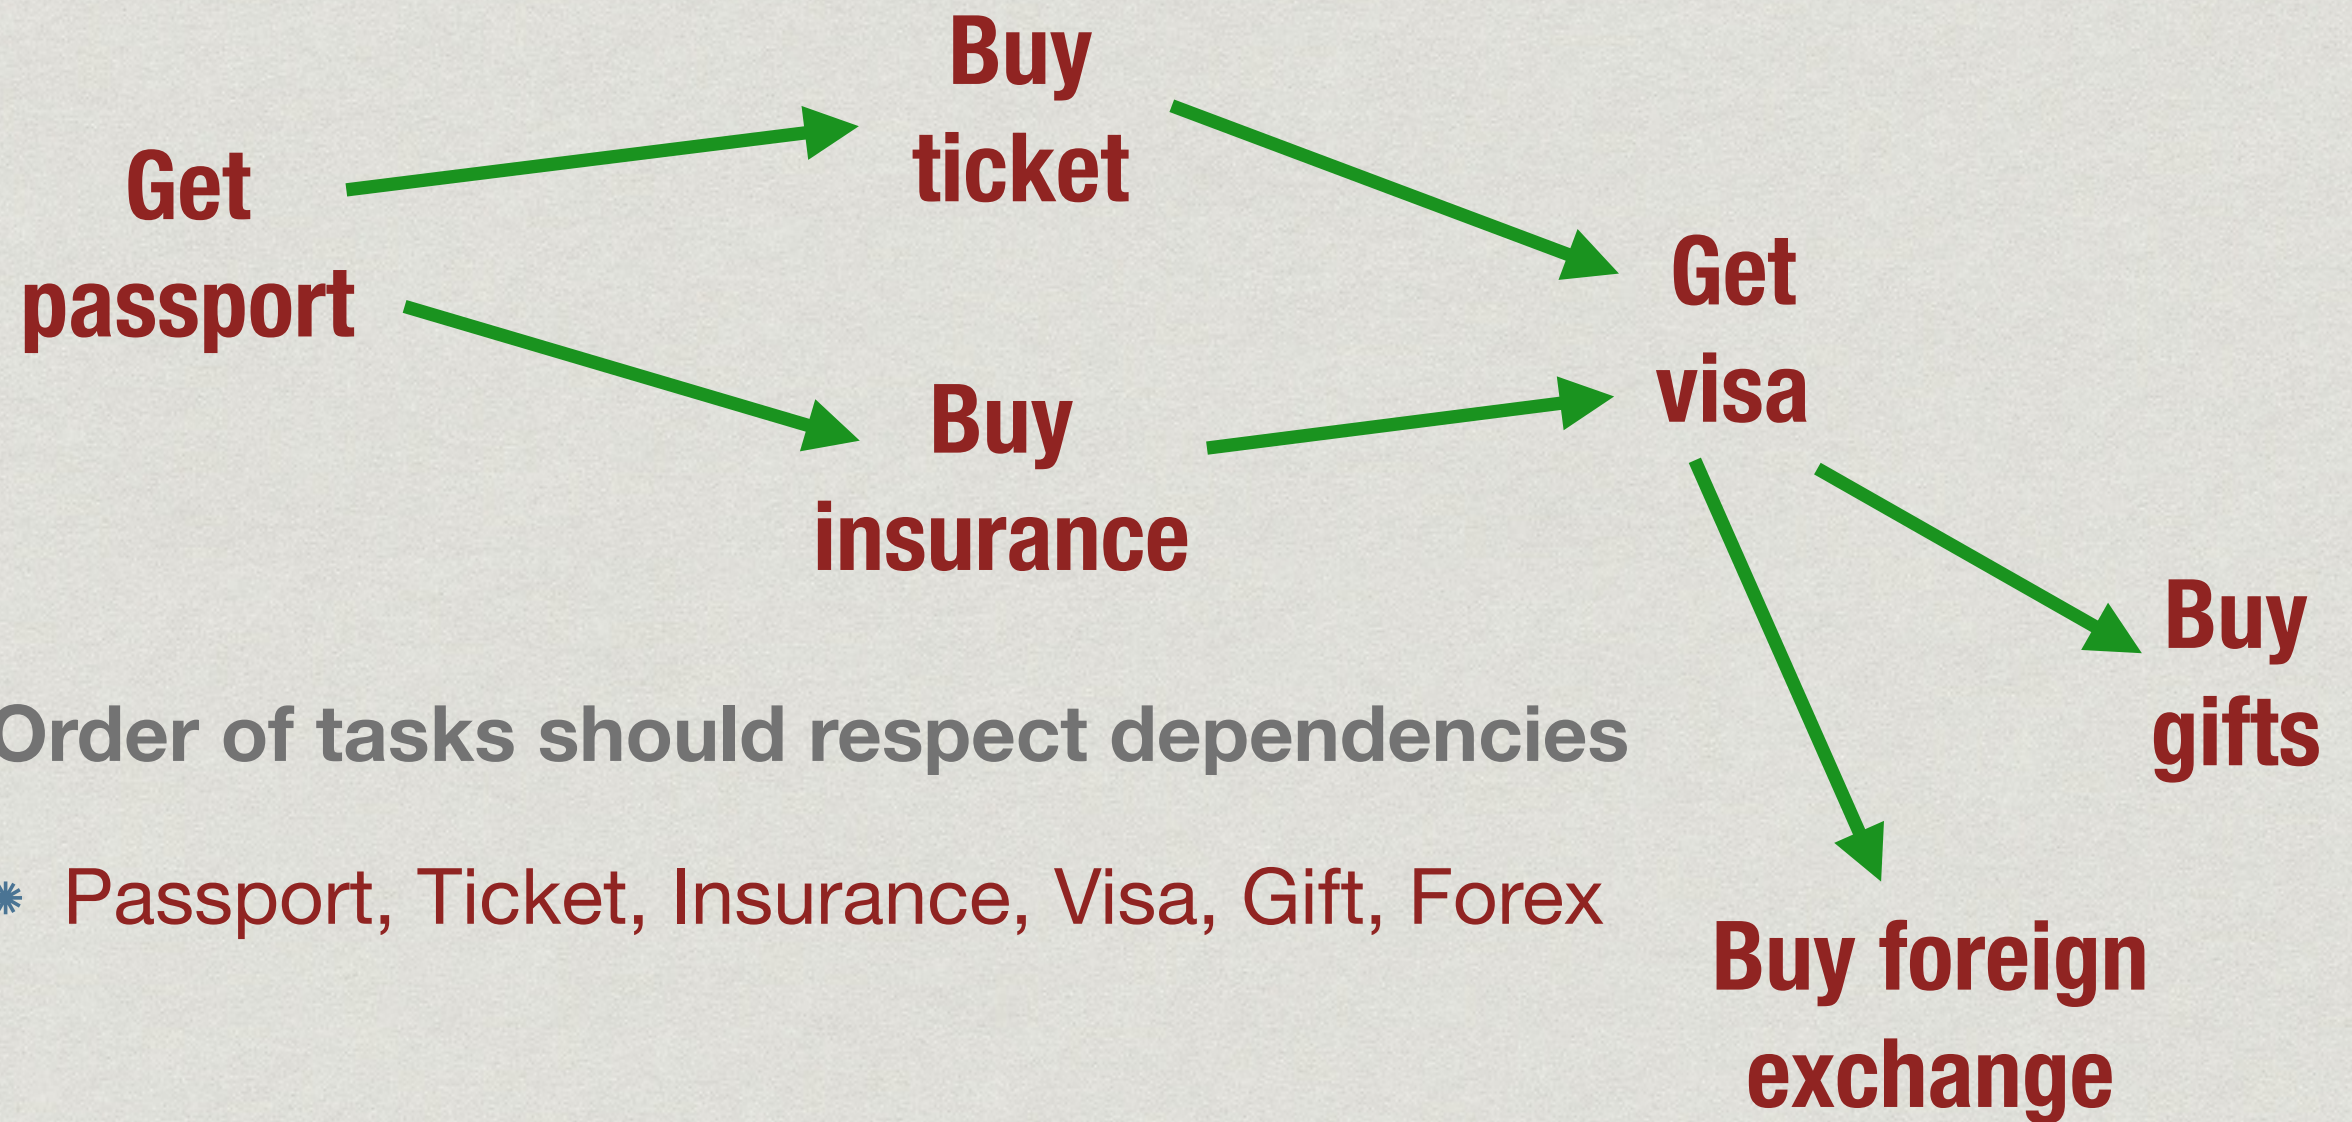 Buy
ticket
Get
passport
Get
visa
Buy
insurance
Buy
gifts
Order of tasks should respect dependencies
Passport, Ticket, Insurance, Visa, Gift, Forex
Buy foreign
exchange